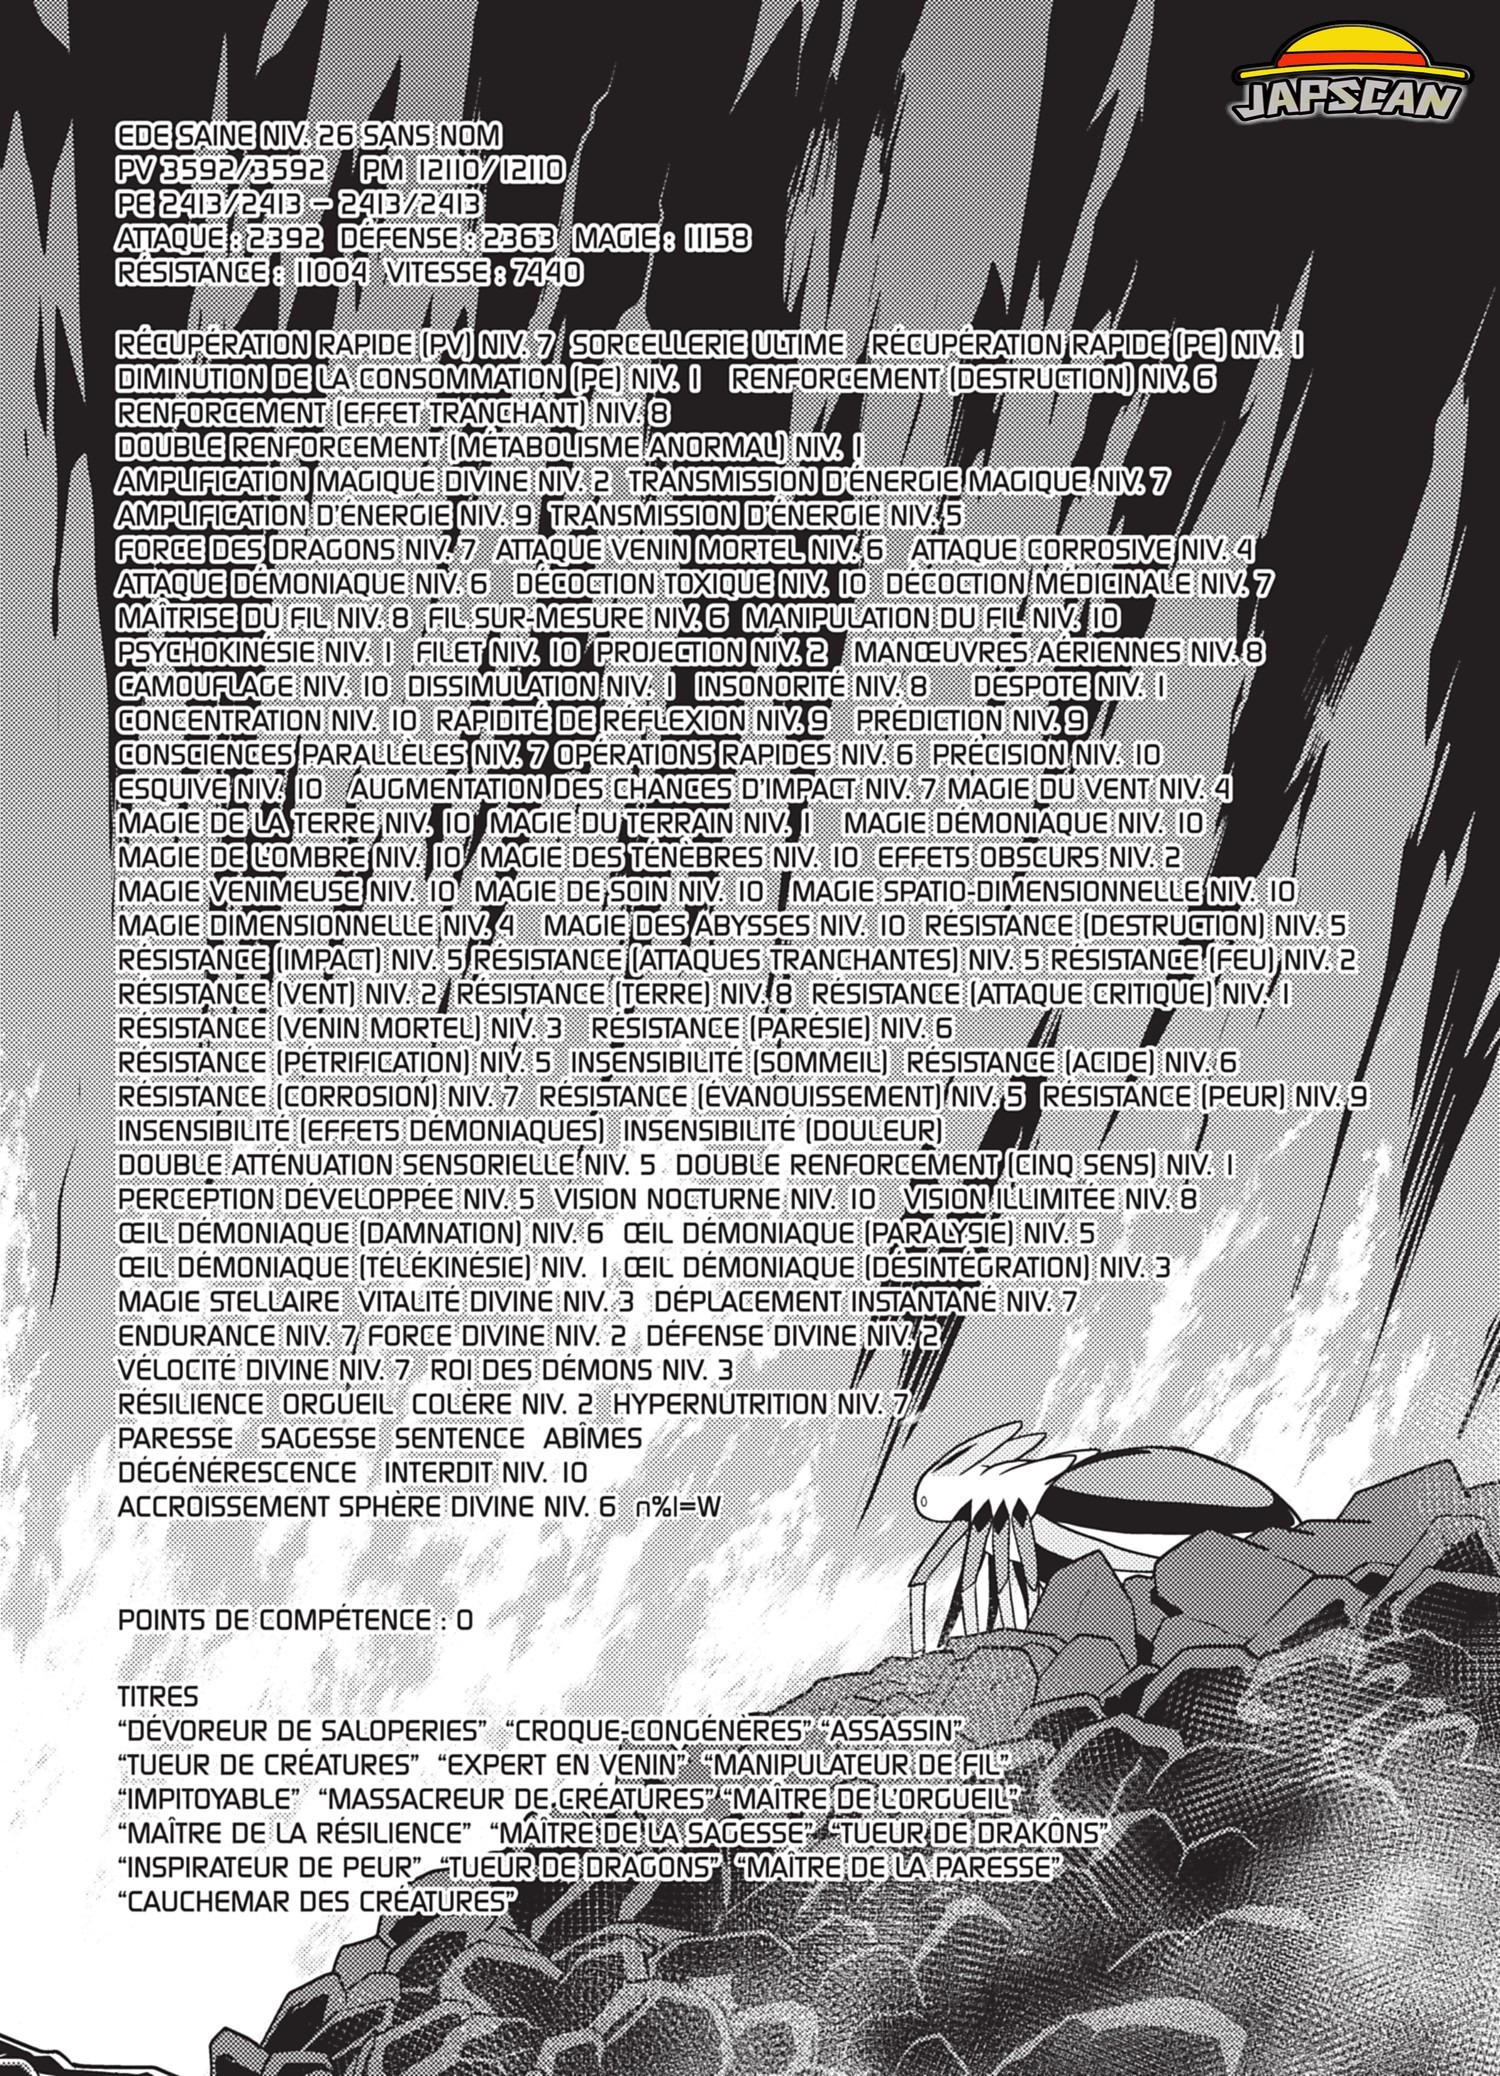 JAPSCAN
EDE SAINE NIV. 26 SANS NOM
PV 3592/3592 PM 12110/12110
PE 2413/2413 – 2413/2413
ATTAQUE : 2392 DÉFENSE : 2363 MAGIE : 11158
RÉSISTANCE : 11004 VITESSE : 7440
RÉCUPÉRATION RAPIDE (PV) NIV. 7 SORCELLERIE ULTIME RÉCUPÉRATION RAPIDE (PE) NIV. 1
DIMINUTION DE LA CONSOMMATION (PE) NIV. 1 RENFORCEMENT (DESTRUCTION) NIV. 6
RENFORCEMENT (EFFET TRANCHANT) NIV. 8
DOUBLE RENFORCEMENT (MÉTABOLISME ANORMAL) NIV. 1
AMPLIFICATION MAGIQUE DIVINE NIV. 2 TRANSMISSION D'ÉNERGIE MAGIQUE NIV. 7
AMPLIFICATION D'ÉNERGIE NIV. 9 TRANSMISSION D'ÉNERGIE NIV. 5
FORCE DES DRAGONS NIV. 7 ATTAQUE VENIN MORTEL NIV. 6 ATTAQUE CORROSIVE NIV. 4
ATTAQUE DÉMONIAQUE NIV. 6 DÉCOCTION TOXIQUE NIV. 10 DÉCOCTION MÉDICINALE NIV. 7
MAÎTRISE DU FIL NIV. 8 FIL SUR-MESURE NIV. 6 MANIPULATION DU FIL NIV. 10
PSYCHOKINÉSIE NIV. 1 FILET NIV. 10 PROJECTION NIV. 2 MANŒUVRES AÉRIENNES NIV. 8
CAMOUFLAGE NIV. 10 DISSIMULATION NIV. 1 INSONORITÉ NIV. 8 DESPOTE NIV. 1
CONCENTRATION NIV. 10 RAPIDITÉ DE RÉFLEXION NIV. 9 PRÉDICTION NIV. 9
CONSCIENCES PARALLÈLES NIV. 7 OPÉRATIONS RAPIDES NIV. 6 PRÉCISION NIV. 10
ESQUIVE NIV. 10 AUGMENTATION DES CHANCES D'IMPACT NIV. 7 MAGIE DU VENT NIV. 4
MAGIE DE LA TERRE NIV. 10 MAGIE DU TERRAIN NIV. 1 MAGIE DÉMONIAQUE NIV. 10
MAGIE DE L'OMBRE NIV. 10 MAGIE DES TÉNÈBRES NIV. 10 EFFETS OBSCURS NIV. 2
MAGIE VENIMEUSE NIV. 10 MAGIE DE SOIN NIV. 10 MAGIE SPATIO-DIMENSIONNELLE NIV. 10
MAGIE DIMENSIONNELLE NIV. 4 MAGIE DES ABYSSES NIV. 10 RÉSISTANCE (DESTRUCTION) NIV. 5
RÉSISTANCE (IMPACT) NIV. 5 RÉSISTANCE (ATTAQUES TRANCHANTES) NIV. 5 RÉSISTANCE (FEU) NIV. 2
RÉSISTANCE (VENT) NIV. 2 RÉSISTANCE (TERRE) NIV. 8 RÉSISTANCE (ATTAQUE CRITIQUE) NIV. 1
RÉSISTANCE (VENIN MORTEL) NIV. 3 RÉSISTANCE (PARÉSIE) NIV. 6
RÉSISTANCE (PÉTRIFICATION) NIV. 5 INSENSIBILITÉ (SOMMEIL) RÉSISTANCE (ACIDE) NIV. 6
RÉSISTANCE (CORROSION) NIV. 7 RÉSISTANCE (ÉVANOUISSEMENT) NIV. 5 RÉSISTANCE (PEUR) NIV. 9
INSENSIBILITÉ (EFFETS DÉMONIAQUES) INSENSIBILITÉ (DOULEUR)
DOUBLE ATTÉNUATION SENSORIELLE NIV. 5 DOUBLE RENFORCEMENT (CINQ SENS) NIV. 1
PERCEPTION DÉVELOPPÉE NIV. 5 VISION NOCTURNE NIV. 10 VISION ILLIMITÉE NIV. 8
ŒIL DÉMONIAQUE (DAMNATION) NIV. 6 ŒIL DÉMONIAQUE (PARALYSIE) NIV. 5
ŒIL DÉMONIAQUE (TÉLÉKINÉSIE) NIV. 1 ŒIL DÉMONIAQUE (DÉSINTÉGRATION) NIV. 3
MAGIE STELLAIRE VITALITÉ DIVINE NIV. 3 DÉPLACEMENT INSTANTANÉ NIV. 7
ENDURANCE NIV. 7 FORCE DIVINE NIV. 2 DÉFENSE DIVINE NIV. 2
VÉLOCITÉ DIVINE NIV. 7 ROI DES DÉMONS NIV. 3
RÉSILIENCE ORGUEIL COLÈRE NIV. 2 HYPERNUTRITION NIV. 7
PARESSE SAGESSE SENTENCE ABÎMES
DÉGÉNÉRESCENCE INTERDIT NIV. 10
ACCROISSEMENT SPHÈRE DIVINE NIV. 6 n%I=W
POINTS DE COMPÉTENCE : 0
TITRES
“DÉVOREUR DE SALOPERIES” “CROQUE-CONGÉNÈRES” “ASSASSIN”
“TUEUR DE CRÉATURES” “EXPERT EN VENIN” “MANIPULATEUR DE FIL”
“IMPITOYABLE” “MASSACREUR DE CRÉATURES” “MAÎTRE DE L'ORGUEIL”
“MAÎTRE DE LA RÉSILIENCE” “MAÎTRE DE LA SAGESSE” “TUEUR DE DRAKÔNS”
“INSPIRATEUR DE PEUR” “TUEUR DE DRAGONS” “MAÎTRE DE LA PARESSE”
“CAUCHEMAR DES CRÉATURES”